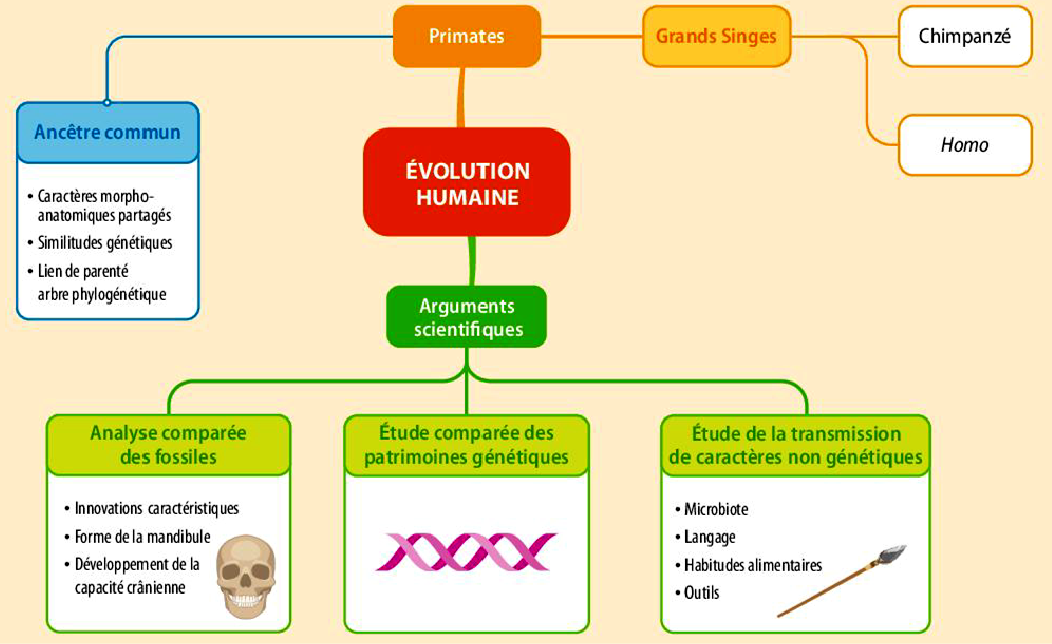 Primates
Grands Singes
Chimpanzé
Homo
Ancêtre commun
• Caractères morpho-
anatomiques partagés
• Similitudes génétiques
• Lien de parenté
arbre phylogénétique
ÉVOLUTION
HUMAINE
Arguments
scientifiques
Analyse comparée
des fossiles
• Innovations caractéristiques
• Forme de la mandibule
• Développement de la
capacité crânienne
Étude comparée des
patrimoines génétiques
Étude de la transmission
de caractères non génétiques
• Microbiote
• Langage
• Habitudes alimentaires
• Outils